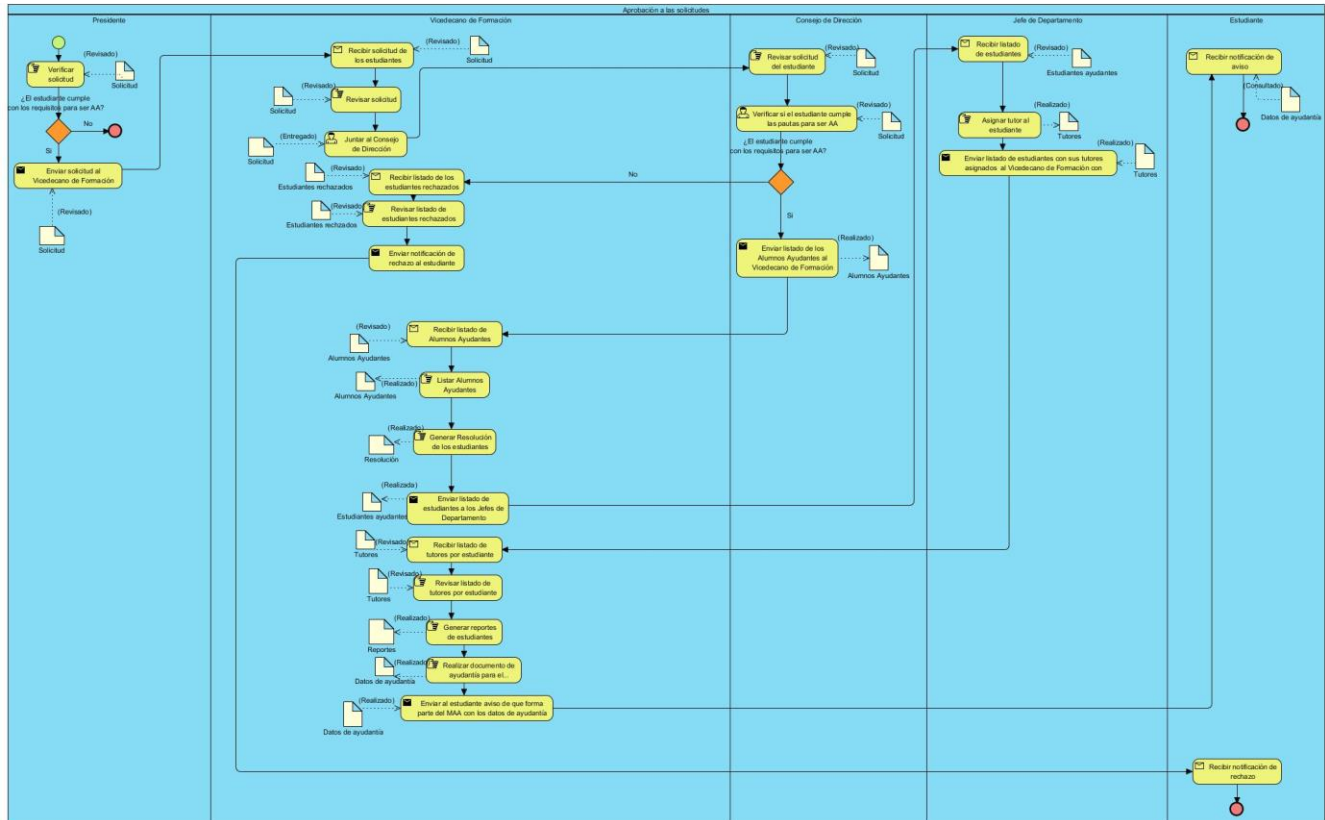 Aprobación a las solicitudes
Presidente
Vicedecano de Formación
Consejo de Dirección
Jefe de Departamento
Estudiante
(Revisado)
Verificar
solicitud
Solicitud
¿El estudiante cumple
con los requisitos para ser AA?
No
Si
Enviar solicitud al
Vicedecano de Formación
(Revisado)
Solicitud
Recibir solicitud de
los estudiantes
(Revisado)
Solicitud
(Revisado)
Solicitud
Revisar solicitud
(Entregado)
Solicitud
Juntar al Consejo
de Dirección
(Revisado)
Estudiantes rechazados
Recibir listado de los
estudiantes rechazados
(Revisado)
Estudiantes rechzados
Revisar listado de
estudiantes rechazados
Enviar notificación de
rechazo al estudiante
(Revisado)
Alumnos Ayudantes
Recibir listado de
Alumnos Ayudantes
(Realizado)
Alumnos Ayudantes
Listar Alumnos
Ayudantes
(Realizado)
Resolución
Generar Resolución
de los estudiantes
(Realizada)
Estudiantes ayudantes
Enviar listado de
estudiantes a los Jefes de
Departamento
(Revisado)
Tutores
Recibir listado de
tutores por estudiante
(Revisado)
Tutores
Revisar listado de
tutores por estudiante
(Realizado)
Reportes
Generar reportes
de estudiantes
(Realizado)
Datos de ayudantía
Realizar documento de
ayudantía para el...
(Realizado)
Datos de ayudantía
Enviar al estudiante aviso de que forma
parte del MAA con los datos de ayudantía
Revisar solicitud
del estudiante
(Revisado)
Solicitud
Verificar si el estudiante cumple
las pautas para ser AA
(Revisado)
Solicitud
¿El estudiante cumple
con los requisitos para ser AA?
No
Si
Enviar listado de los
Alumnos Ayudantes al
Vicedecano de Formación
(Realizado)
Alumnos Ayudantes
Recibir listado
de estudiantes
(Revisado)
Estudiantes ayudantes
Asignar tutor al
estudiante
(Realizado)
Tutores
Enviar listado de estudiantes con sus tutores
asignados al Vicedecano de Formación con
(Realizado)
Tutores
Recibir notificación de
aviso
(Consultado)
Datos de ayudantía
Recibir notificación de
rechazo